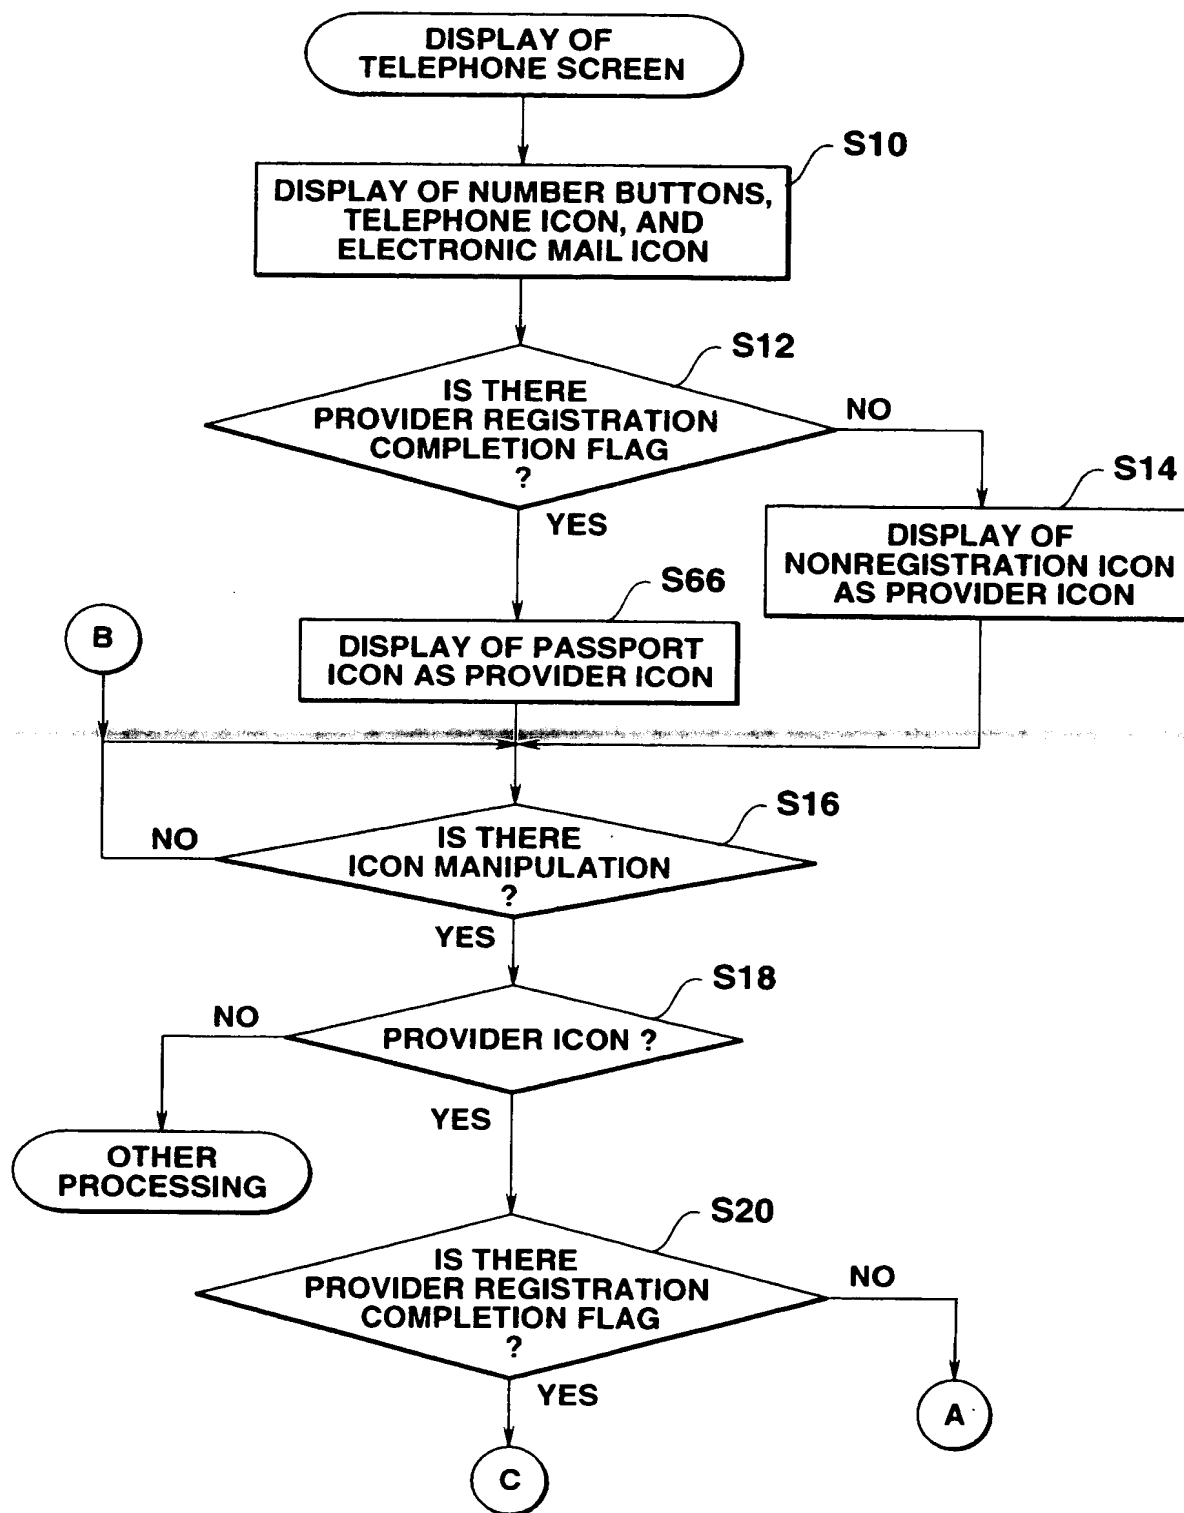 DISPLAY OF
TELEPHONE SCREEN
S10
DISPLAY OF NUMBER BUTTONS,
TELEPHONE ICON, AND
ELECTRONIC MAIL ICON
S12
IS THERE
PROVIDER REGISTRATION
COMPLETION FLAG
?
NO
YES
S14
DISPLAY OF
NONREGISTRATION ICON
AS PROVIDER ICON
S66
DISPLAY OF PASSPORT
ICON AS PROVIDER ICON
B
S16
IS THERE
ICON MANIPULATION
?
NO
YES
S18
PROVIDER ICON ?
NO
YES
OTHER
PROCESSING
S20
IS THERE
PROVIDER REGISTRATION
COMPLETION FLAG
?
NO
YES
A
C